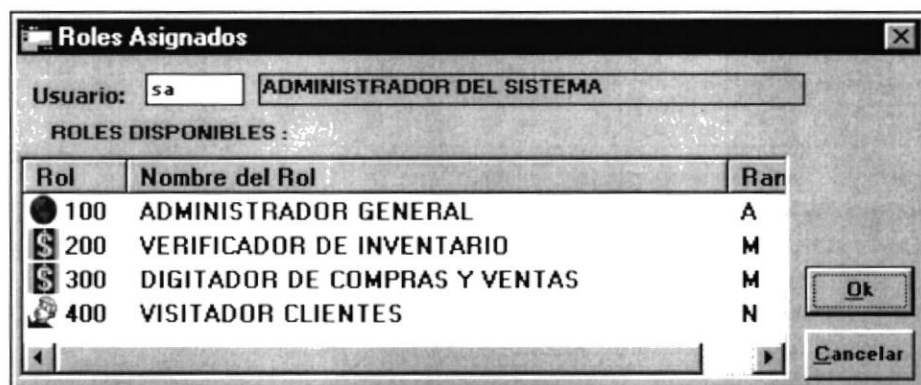 Roles Asignados
Usuario: sa ADMINISTRADOR DEL SISTEMA
ROLES DISPONIBLES :
Rol Nombre del Rol Ran
100 ADMINISTRADOR GENERAL A
200 VERIFICADOR DE INVENTARIO M
300 DIGITADOR DE COMPRAS Y VENTAS M
400 VISITADOR CLIENTES N
Ok
Cancelar